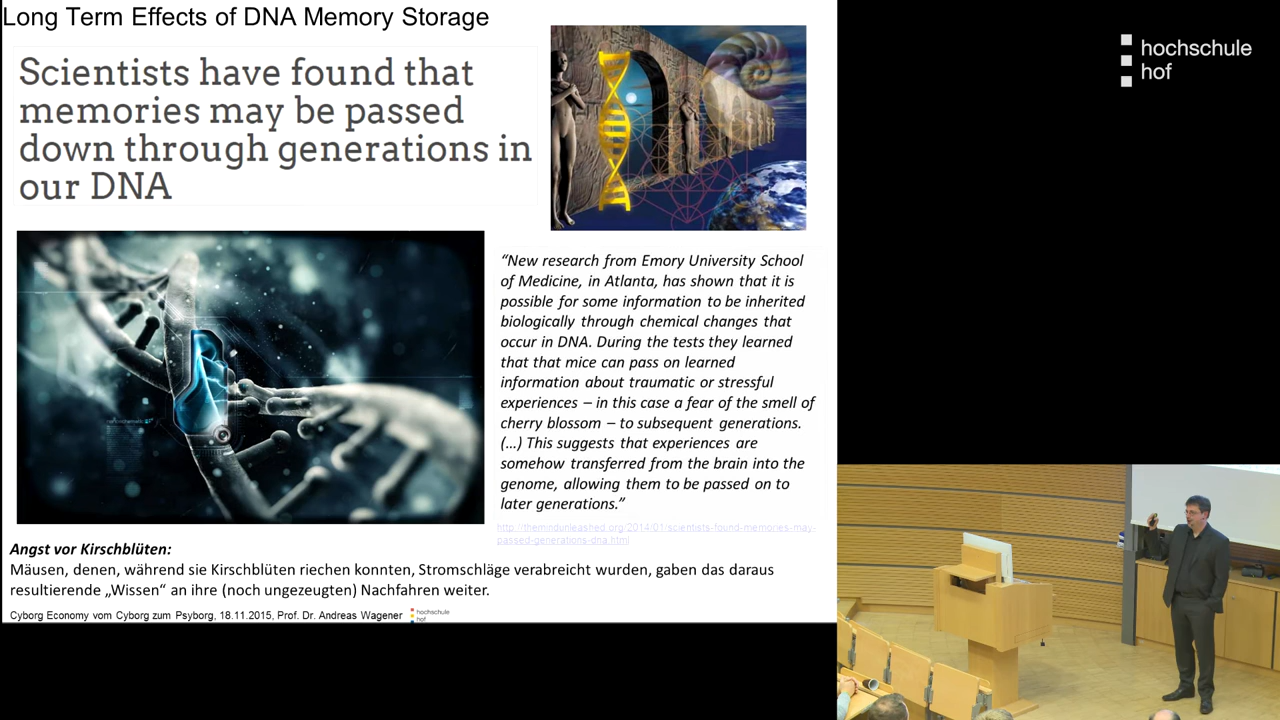 Long Term Effects of DNA Memory Storage
Scientists have found that
memories may be passed
down through generations in
our DNA
“New research from Emory University School
of Medicine, in Atlanta, has shown that it is
possible for some information to be inherited
biologically through chemical changes that
occur in DNA. During the tests they learned
that that mice can pass on learned
information about traumatic or stressful
experiences – in this case a fear of the smell of
cherry blossom – to subsequent generations.
(...) This suggests that experiences are
somehow transferred from the brain into the
genome, allowing them to be passed on to
later generations.”
http://themindunleashed.org/2014/01/scientists-found-memories-may-
passed-generations-dna.html
Angst vor Kirschblüten:
Mäusen, denen, während sie Kirschblüten riechen konnten, Stromschläge verabreicht wurden, gaben das daraus
resultierende „Wissen“ an ihre (noch ungezeugten) Nachfahren weiter.
Cyborg Economy vom Cyborg zum Psyborg, 18.11.2015, Prof. Dr. Andreas Wagener
hochschule
hof
hochschule
hof